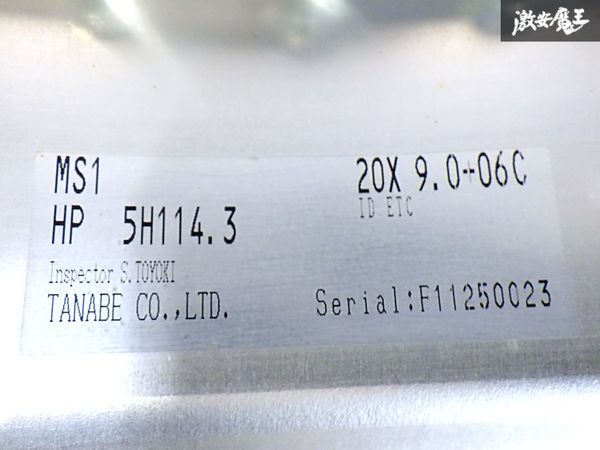 激安魔王
MS1 20X 9.0+06C
HP 5H114.3 ID ETC
Inspector S.TOYOKI
TANABE CO.,LTD. Serial:F11250023